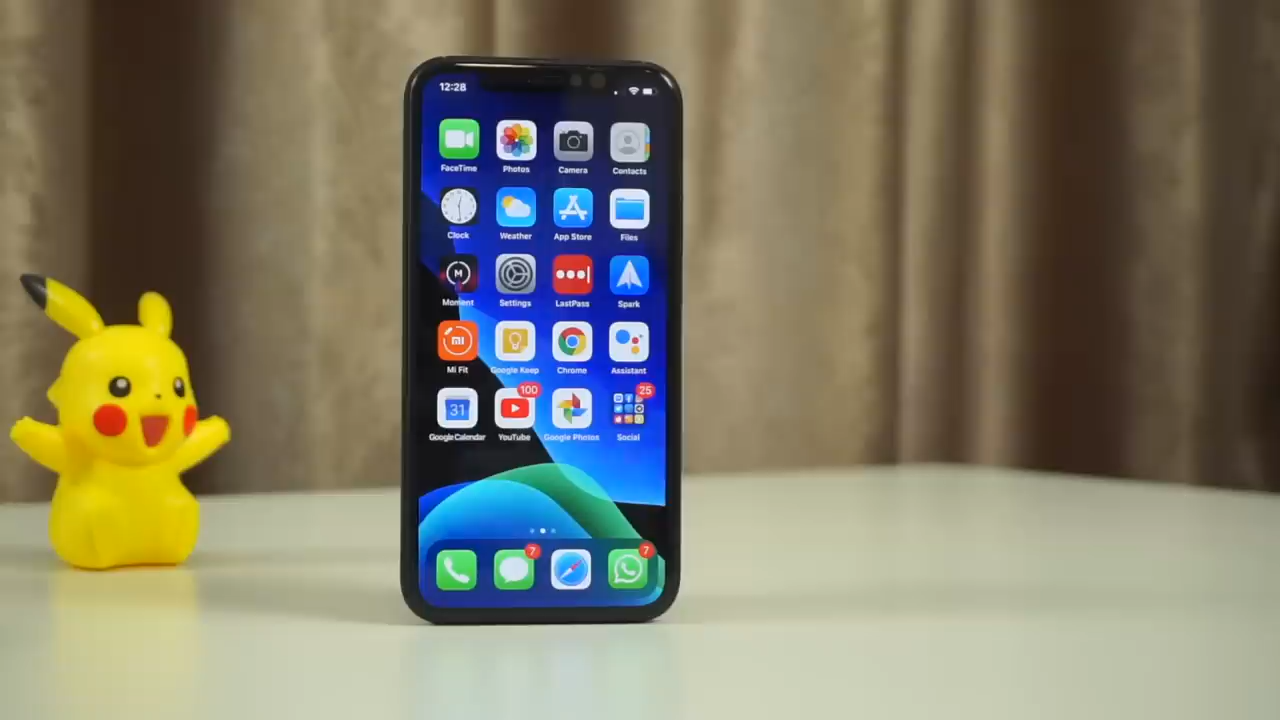 12:28
FaceTime Photos Camera Contacts
Clock Weather App Store Files
M
Moment Settings LastPass Spark
mi
Mi Fit Google Keep Chrome Assistant
100 25
31
Google Calendar YouTube Google Photos Social
7 7